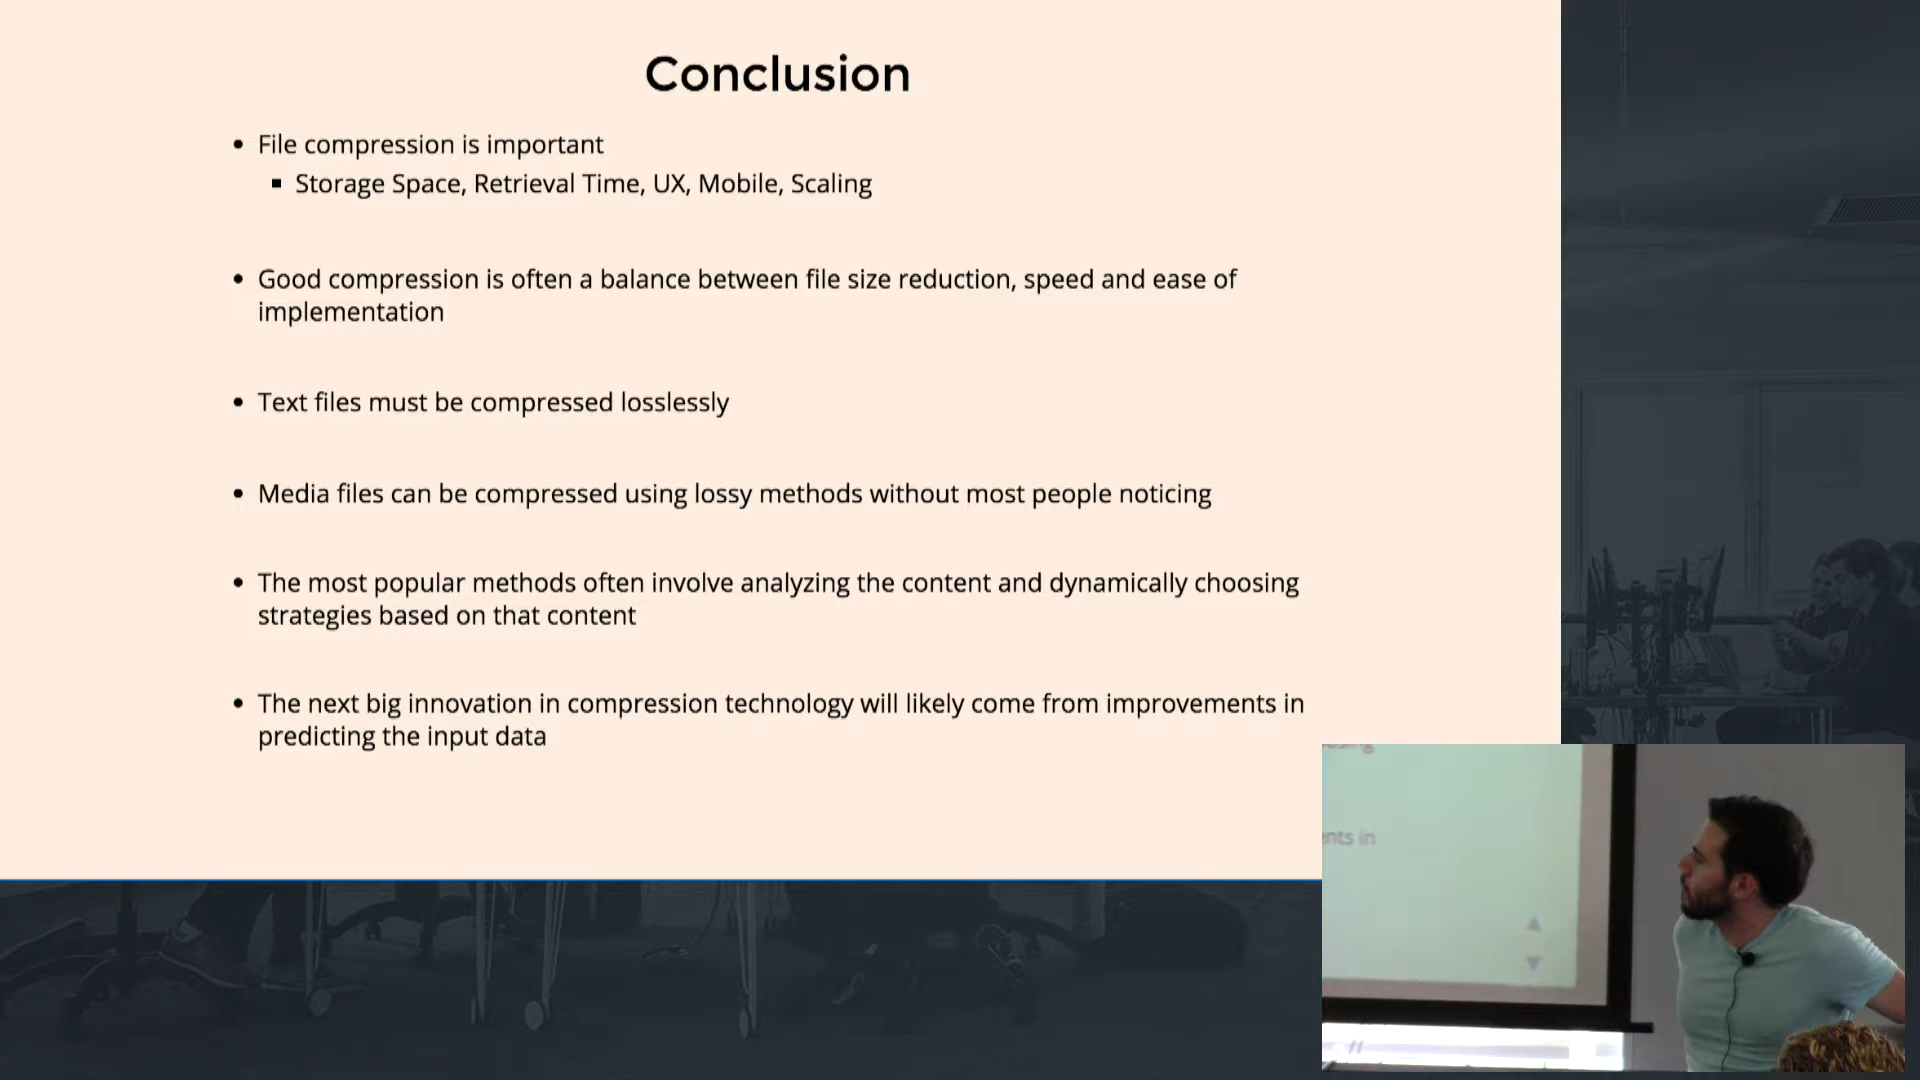 Conclusion
File compression is important
Storage Space, Retrieval Time, UX, Mobile, Scaling
Good compression is often a balance between file size reduction, speed and ease of
implementation
Text files must be compressed losslessly
Media files can be compressed using lossy methods without most people noticing
The most popular methods often involve analyzing the content and dynamically choosing
strategies based on that content
The next big innovation in compression technology will likely come from improvements in
predicting the input data
ents in